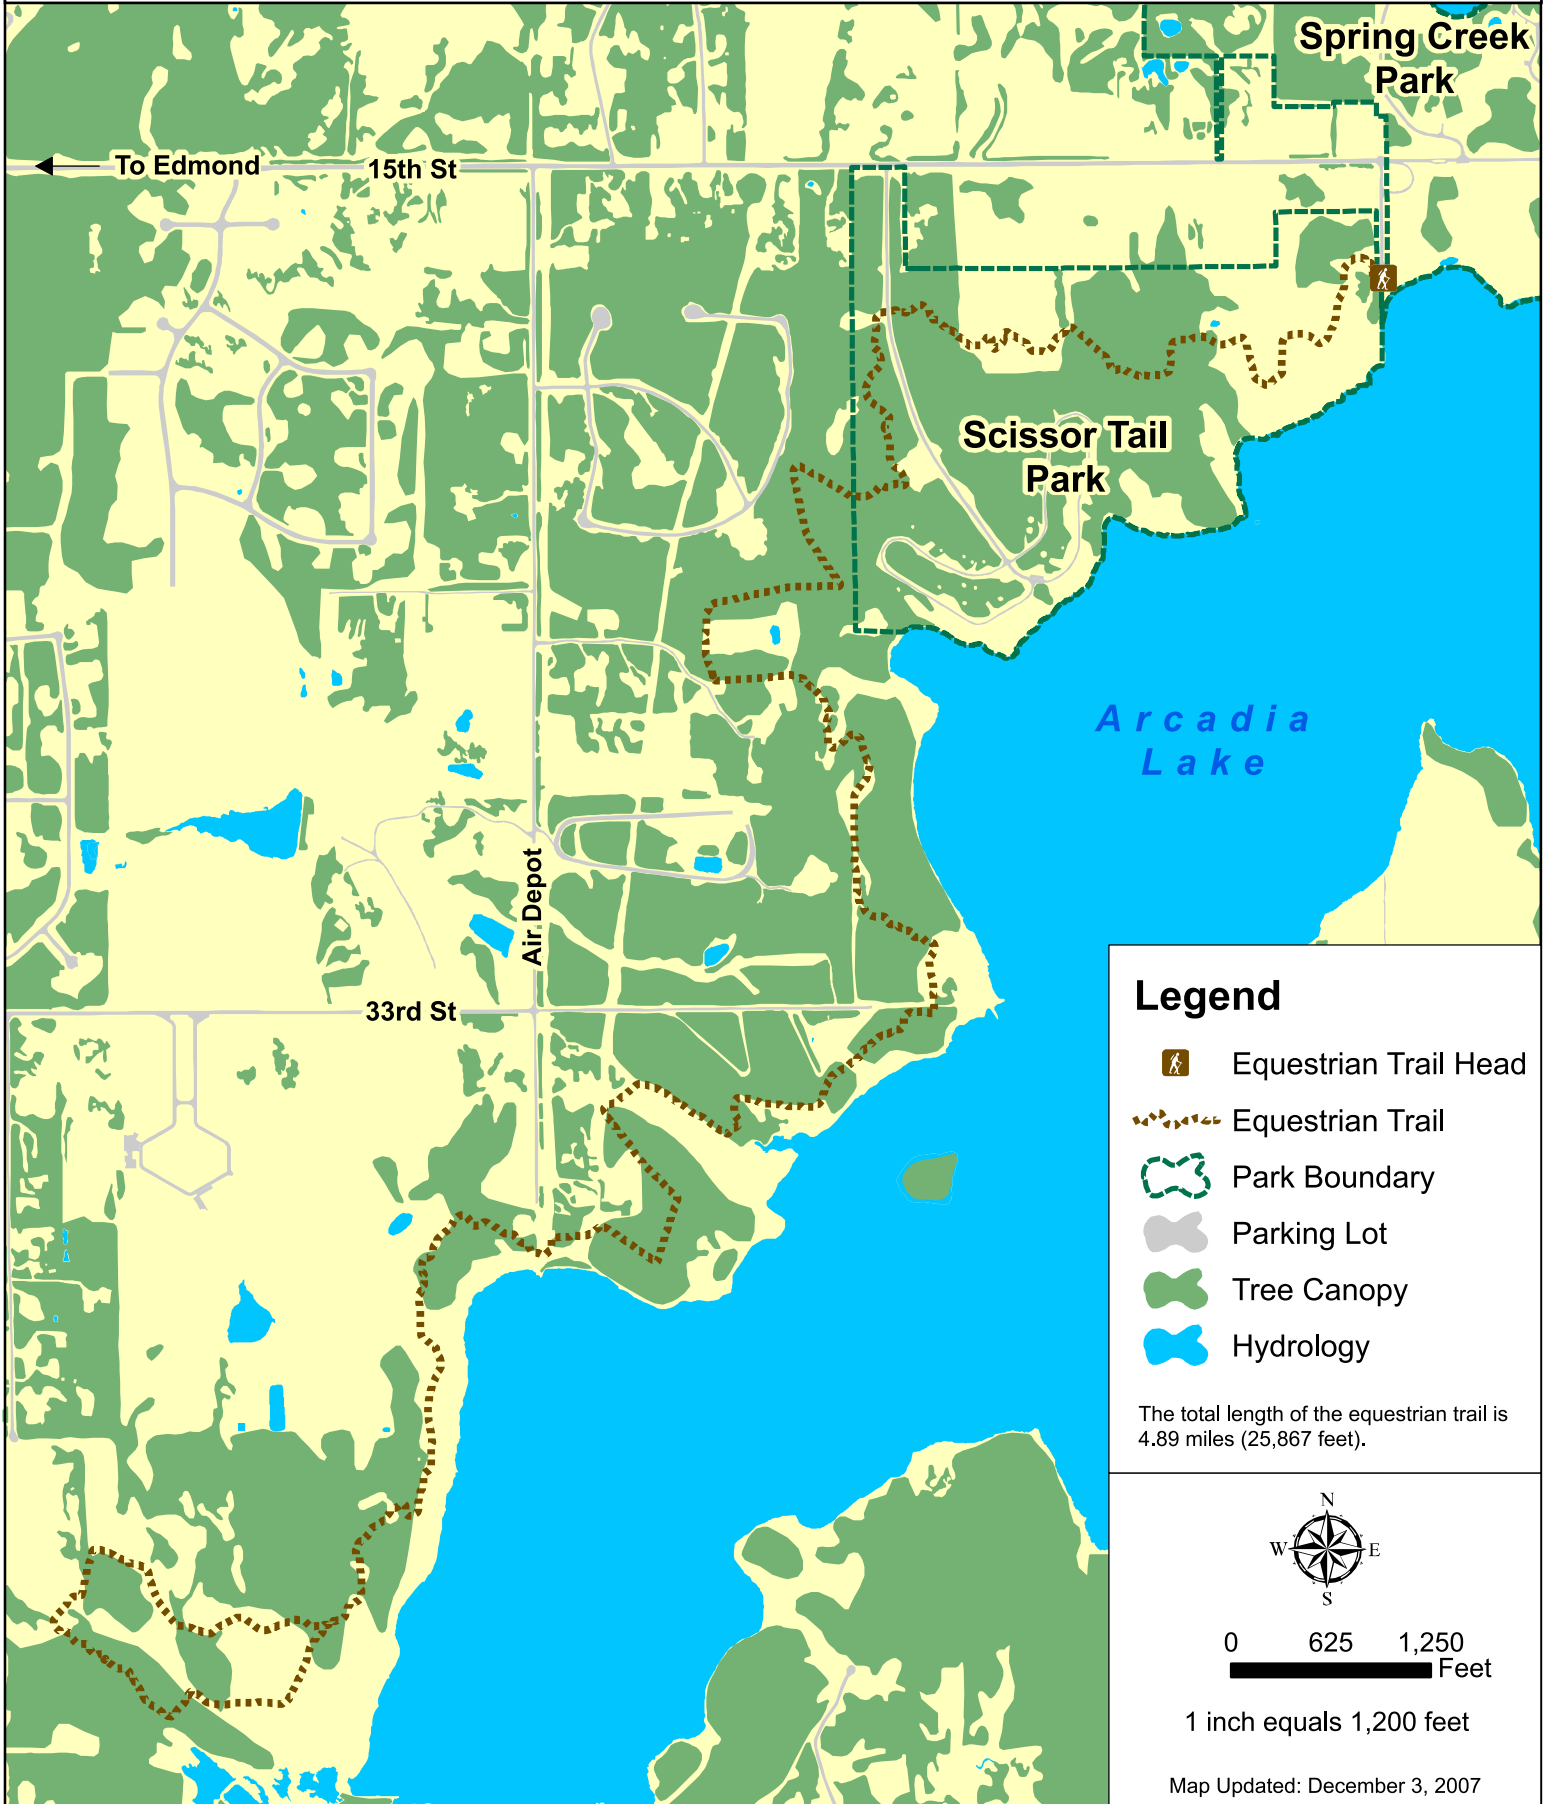 Spring Creek
Park
To Edmond
15th St
Scissor Tail
Park
Arcadia
Lake
Air Depot
33rd St
Legend
Equestrian Trail Head
Equestrian Trail
Park Boundary
Parking Lot
Tree Canopy
Hydrology
The total length of the equestrian trail is
4.89 miles (25,867 feet).
N
W E
S
0 625 1,250
Feet
1 inch equals 1,200 feet
Map Updated: December 3, 2007